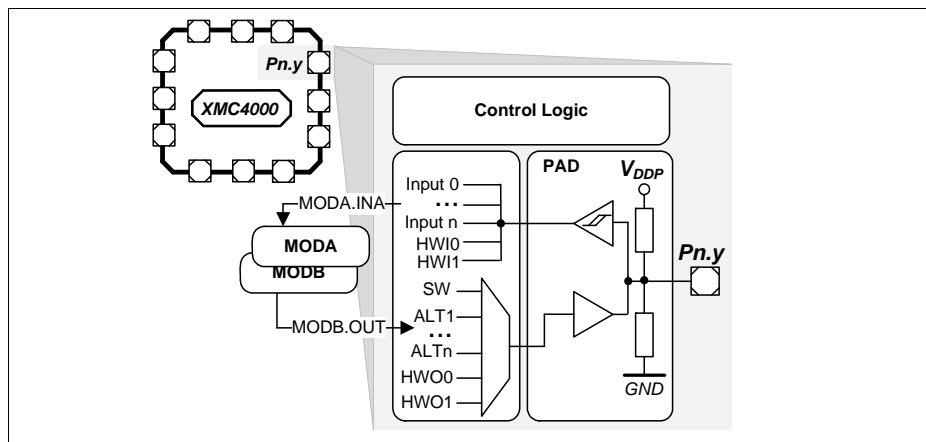 Pn.y
XMC4000
Control Logic
PAD
VDDP
Input 0
...
Input n
HWI0
HWI1
MODA.INA
MODA
MODB
MODB.OUT
SW
ALT1
...
ALTn
HWO0
HWO1
Pn.y
GND